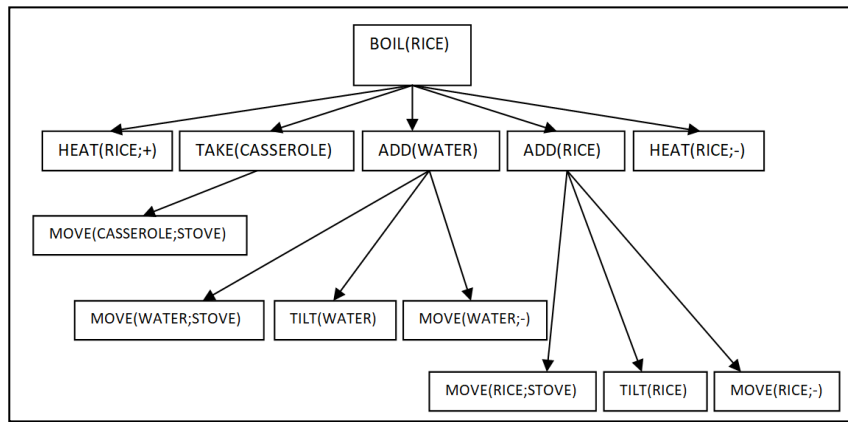 BOIL(RICE)
HEAT(RICE;+)
TAKE(CASSEROLE)
ADD(WATER)
ADD(RICE)
HEAT(RICE;-)
MOVE(CASSEROLE;STOVE)
MOVE(WATER;STOVE)
TILT(WATER)
MOVE(WATER;-)
MOVE(RICE;STOVE)
TILT(RICE)
MOVE(RICE;-)